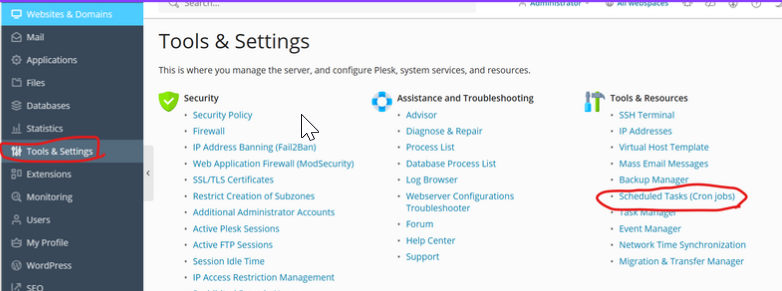 Search...
Administrator
All webspaces
Websites & Domains
Mail
Applications
Files
Databases
Statistics
Tools & Settings
Extensions
Monitoring
Users
My Profile
WordPress
SEO
Tools & Settings
This is where you manage the server, and configure Plesk, system services, and resources.
Security
Security Policy
Firewall
IP Address Banning (Fail2Ban)
Web Application Firewall (ModSecurity)
SSL/TLS Certificates
Restrict Creation of Subzones
Additional Administrator Accounts
Active Plesk Sessions
Active FTP Sessions
Session Idle Time
IP Access Restriction Management
Assistance and Troubleshooting
Advisor
Diagnose & Repair
Process List
Database Process List
Log Browser
Webserver Configurations
Troubleshooter
Forum
Help Center
Support
Tools & Resources
SSH Terminal
IP Addresses
Virtual Host Template
Mass Email Messages
Backup Manager
Scheduled Tasks (Cron jobs)
Task Manager
Event Manager
Network Time Synchronization
Migration & Transfer Manager